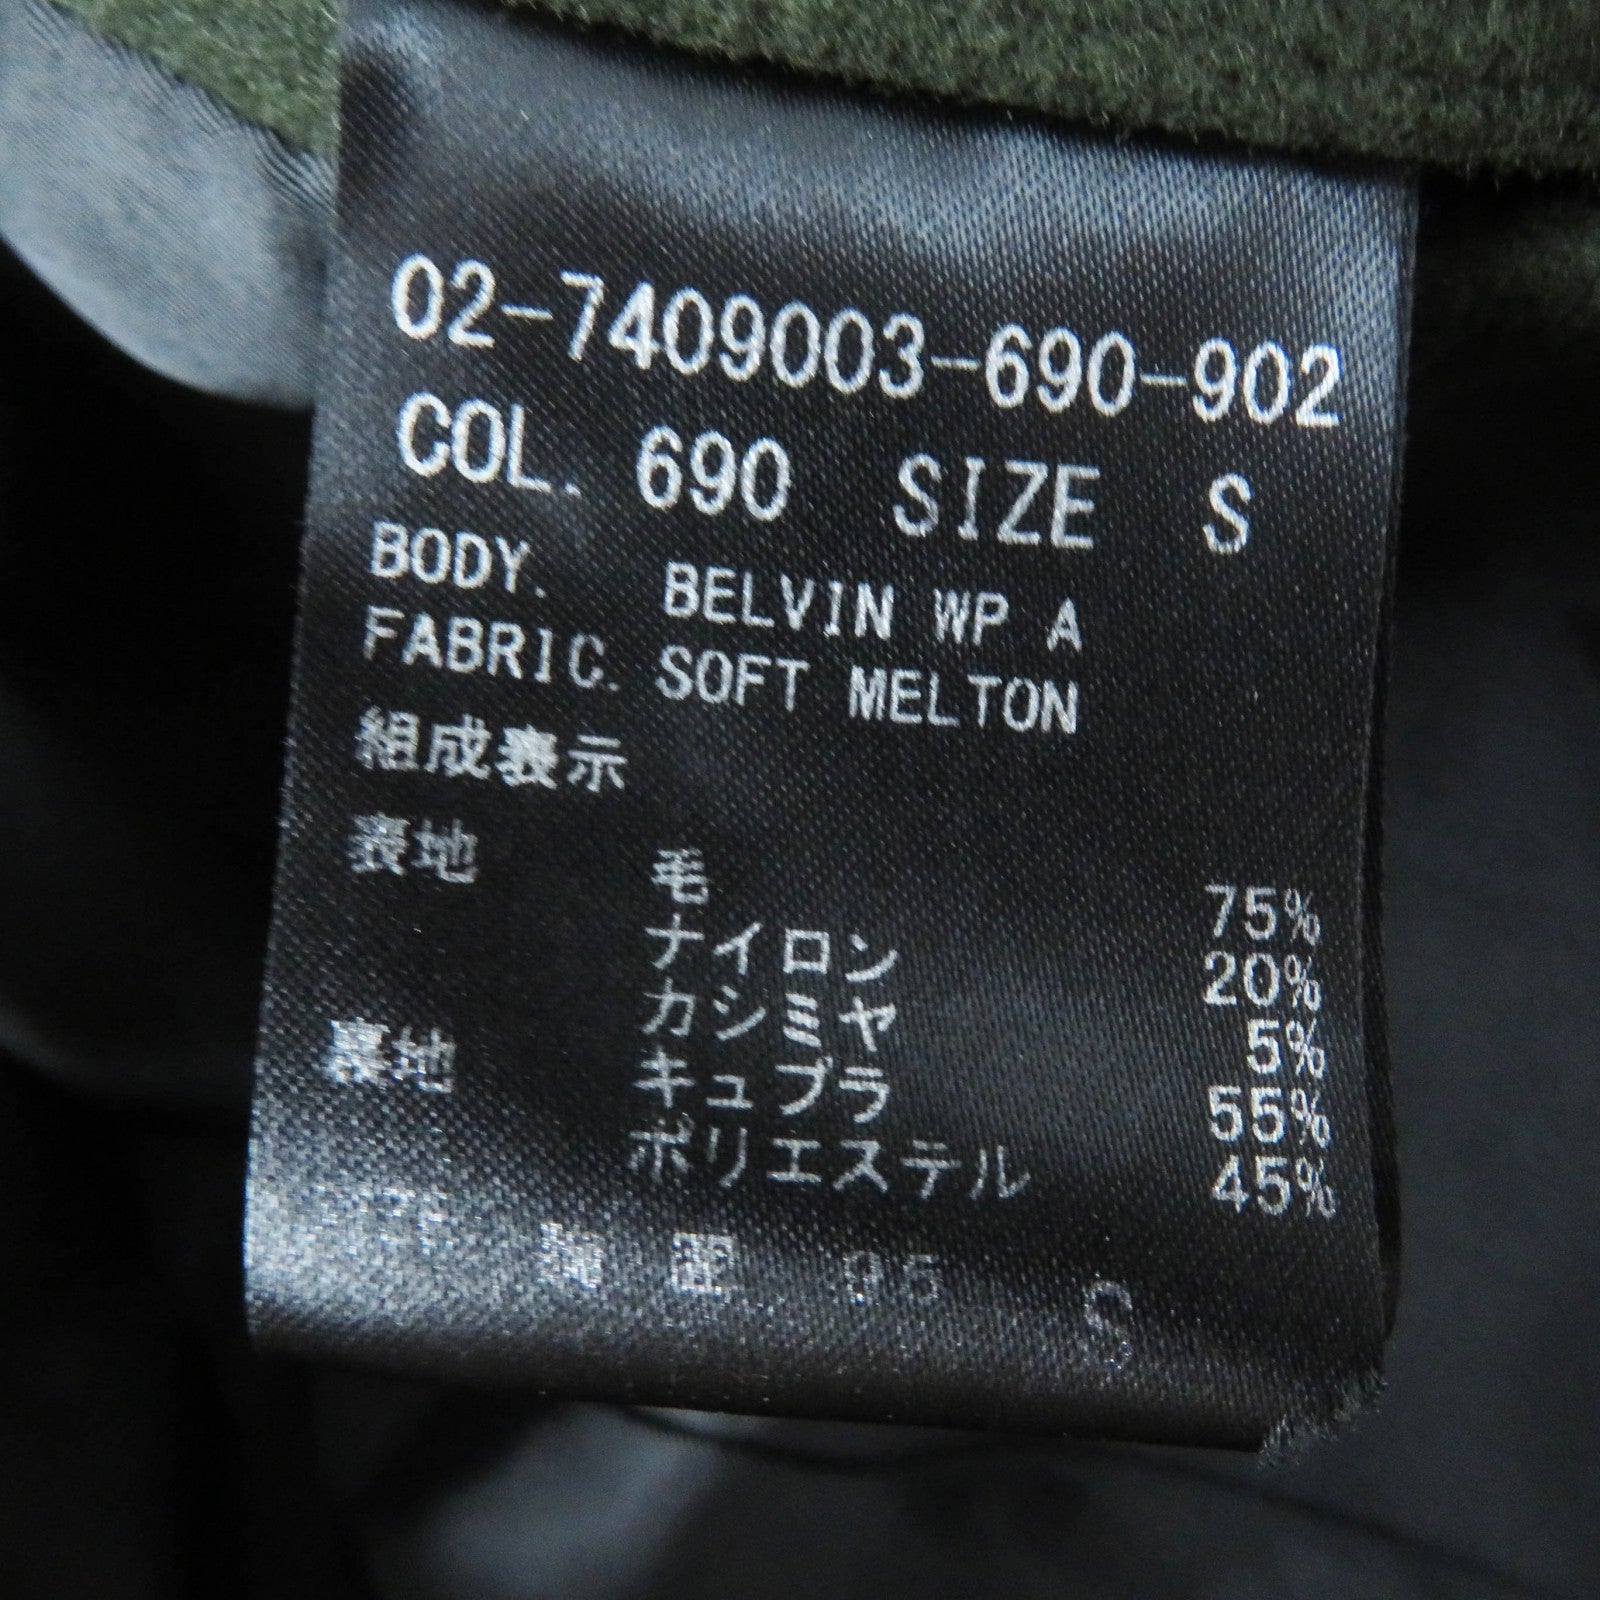 02-7409003-690-902
COL. 690 SIZE S
BODY. BELVIN WP A
FABRIC. SOFT MELTON
組成表示
表地 毛 75%
ナイロン 20%
カシミヤ 5%
裏地 キュプラ 55%
ポリエステル 45%
S